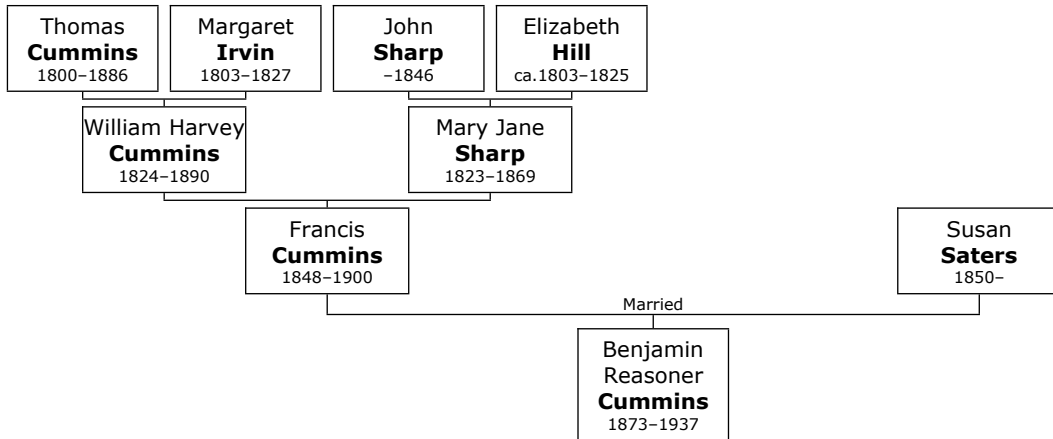 Thomas
Cummins
1800–1886
Margaret
Irvin
1803–1827
John
Sharp
–1846
Elizabeth
Hill
ca.1803–1825
William Harvey
Cummins
1824–1890
Mary Jane
Sharp
1823–1869
Francis
Cummins
1848–1900
Susan
Saters
1850–
Married
Benjamin
Reasoner
Cummins
1873–1937